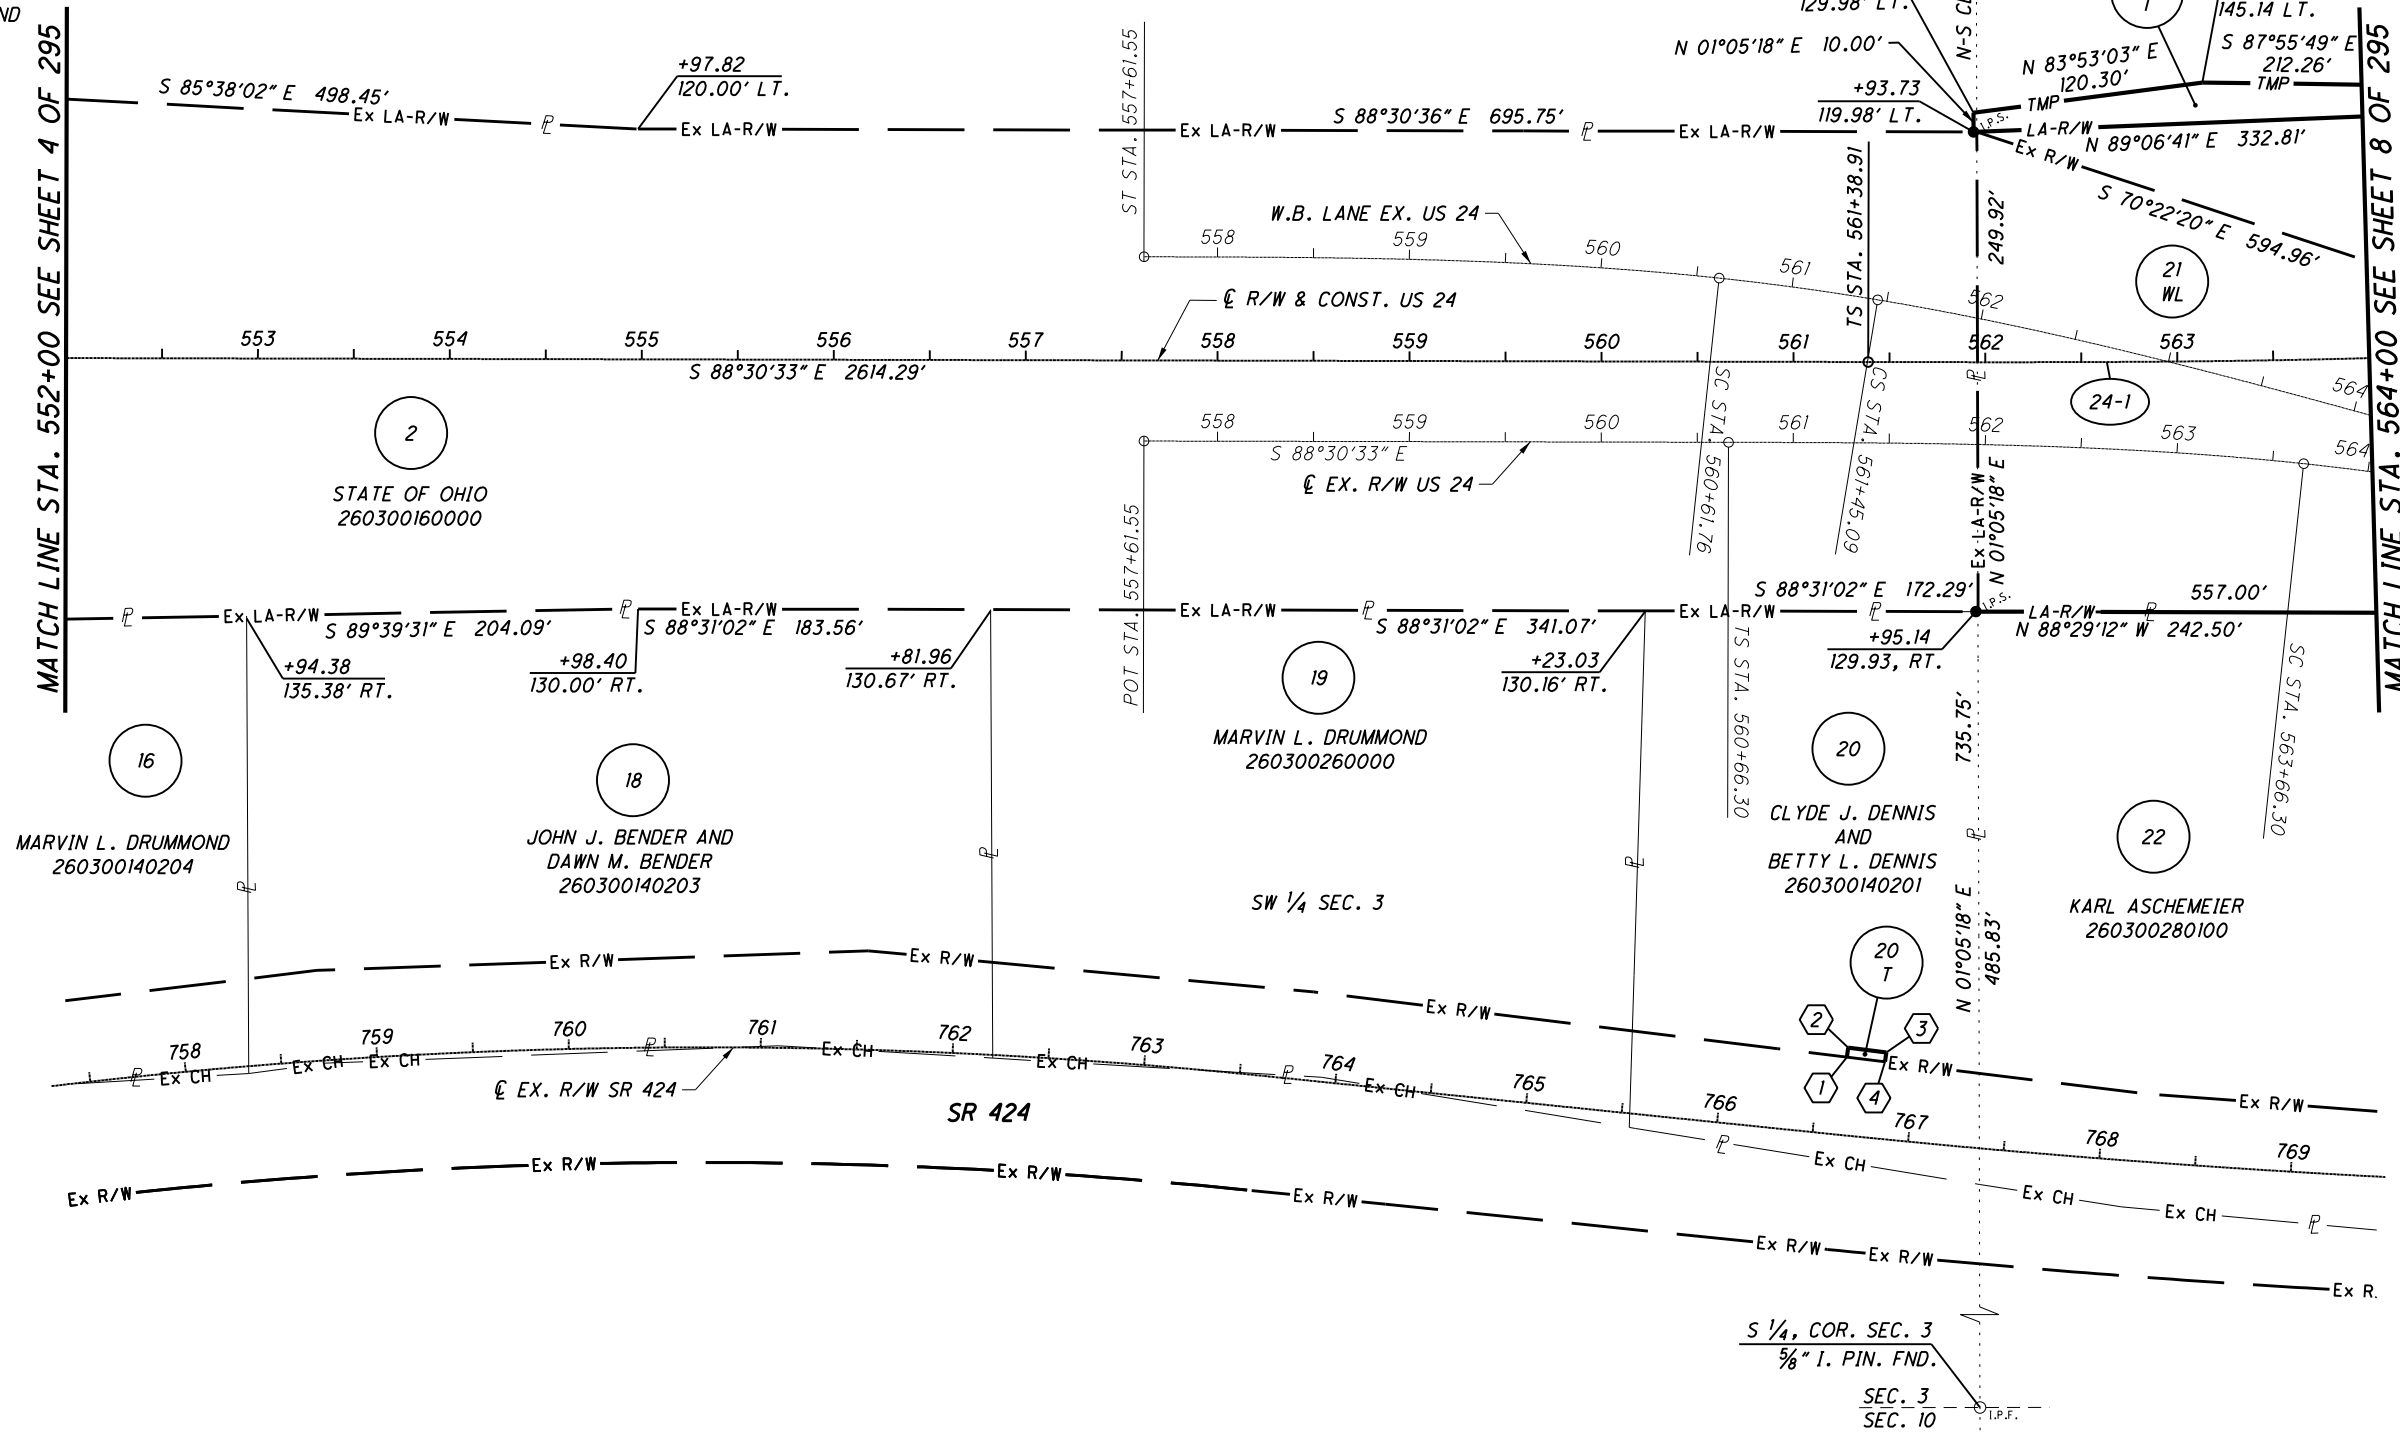 ND
MATCH LINE STA. 552+00 SEE SHEET 4 OF 295
S 85°38'02" E 498.45'
Ex LA-R/W
+97.82
120.00' LT.
Ex LA-R/W
ST STA. 557+61.55
Ex LA-R/W
S 88°30'36" E 695.75'
Ex LA-R/W
129.98' LT.
N 01°05'18" E 10.00'
+93.73
119.98' LT.
I.P.S.
145.14 LT.
N 83°53'03" E
120.30'
S 87°55'49" E
212.26'
TMP
TMP
LA-R/W
N 89°06'41" E 332.81'
Ex R/W
S 70°22'20" E 594.96'
MATCH LINE STA. 564+00 SEE SHEET 8 OF 295
W.B. LANE EX. US 24
558
559
560
561
562
564
TS STA. 561+38.91
249.92'
21
WL
℄ R/W & CONST. US 24
553
554
555
556
557
558
559
560
561
562
563
S 88°30'33" E 2614.29'
24-1
2
STATE OF OHIO
260300160000
558
559
560
561
562
563
564
S 88°30'33" E
℄ EX. R/W US 24
SC STA. 560+61.76
CS STA. 561+45.09
Ex LA-R/W
N 01°05'18" E
POT STA. 557+61.55
Ex LA-R/W
S 89°39'31" E 204.09'
Ex LA-R/W
S 88°31'02" E 183.56'
Ex LA-R/W
S 88°31'02" E 341.07'
Ex LA-R/W
S 88°31'02" E 172.29'
I.P.S.
LA-R/W
557.00'
N 88°29'12" W 242.50'
+94.38
135.38' RT.
+98.40
130.00' RT.
+81.96
130.67' RT.
+23.03
130.16' RT.
+95.14
129.93, RT.
TS STA. 560+66.30
SC STA. 563+66.30
16
MARVIN L. DRUMMOND
260300140204
18
JOHN J. BENDER AND
DAWN M. BENDER
260300140203
19
MARVIN L. DRUMMOND
260300260000
SW ¼ SEC. 3
20
CLYDE J. DENNIS
AND
BETTY L. DENNIS
260300140201
735.75'
N 01°05'18" E
485.83'
22
KARL ASCHEMEIER
260300280100
20
T
2
3
1
4
Ex R/W
Ex R/W
Ex R/W
Ex R/W
Ex R/W
758
759
760
761
762
763
764
765
766
767
768
769
Ex CH
Ex CH
Ex CH
Ex CH
Ex CH
Ex CH
Ex CH
Ex CH
Ex CH
℄ EX. R/W SR 424
SR 424
Ex R/W
Ex R/W
Ex R/W
Ex R/W
Ex R/W
Ex R/W
Ex R.
S ¼, COR. SEC. 3
⅝" I. PIN. FND.
SEC. 3
SEC. 10
I.P.F.